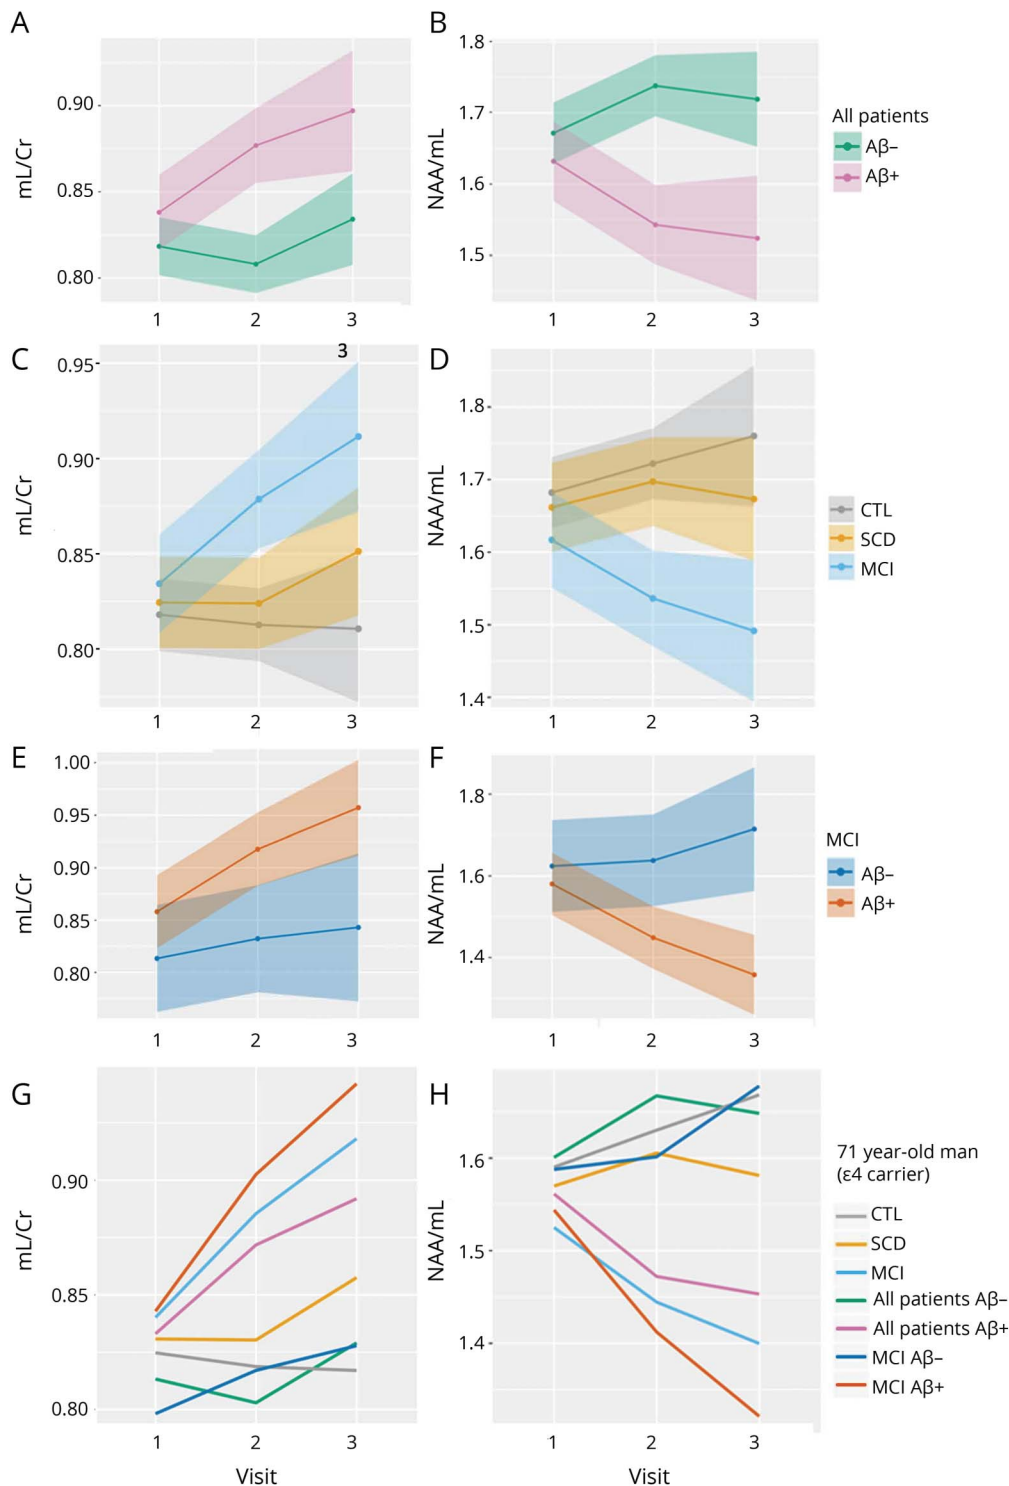 A
mL/Cr
0.90
0.85
0.80
1 2 3
B
NAA/mL
1.8
1.7
1.6
1.5
1 2 3
All patients
Aβ–
Aβ+
C
mL/Cr
0.95
0.90
0.85
0.80
3
1 2 3
D
NAA/mL
1.8
1.7
1.6
1.5
1.4
1 2 3
CTL
SCD
MCI
E
mL/Cr
1.00
0.95
0.90
0.85
0.80
1 2 3
F
NAA/mL
1.8
1.6
1.4
1 2 3
MCI
Aβ–
Aβ+
G
mL/Cr
0.90
0.85
0.80
1 2 3
Visit
H
NAA/mL
1.6
1.5
1.4
1 2 3
Visit
71 year-old man
(ε4 carrier)
CTL
SCD
MCI
All patients Aβ–
All patients Aβ+
MCI Aβ–
MCI Aβ+